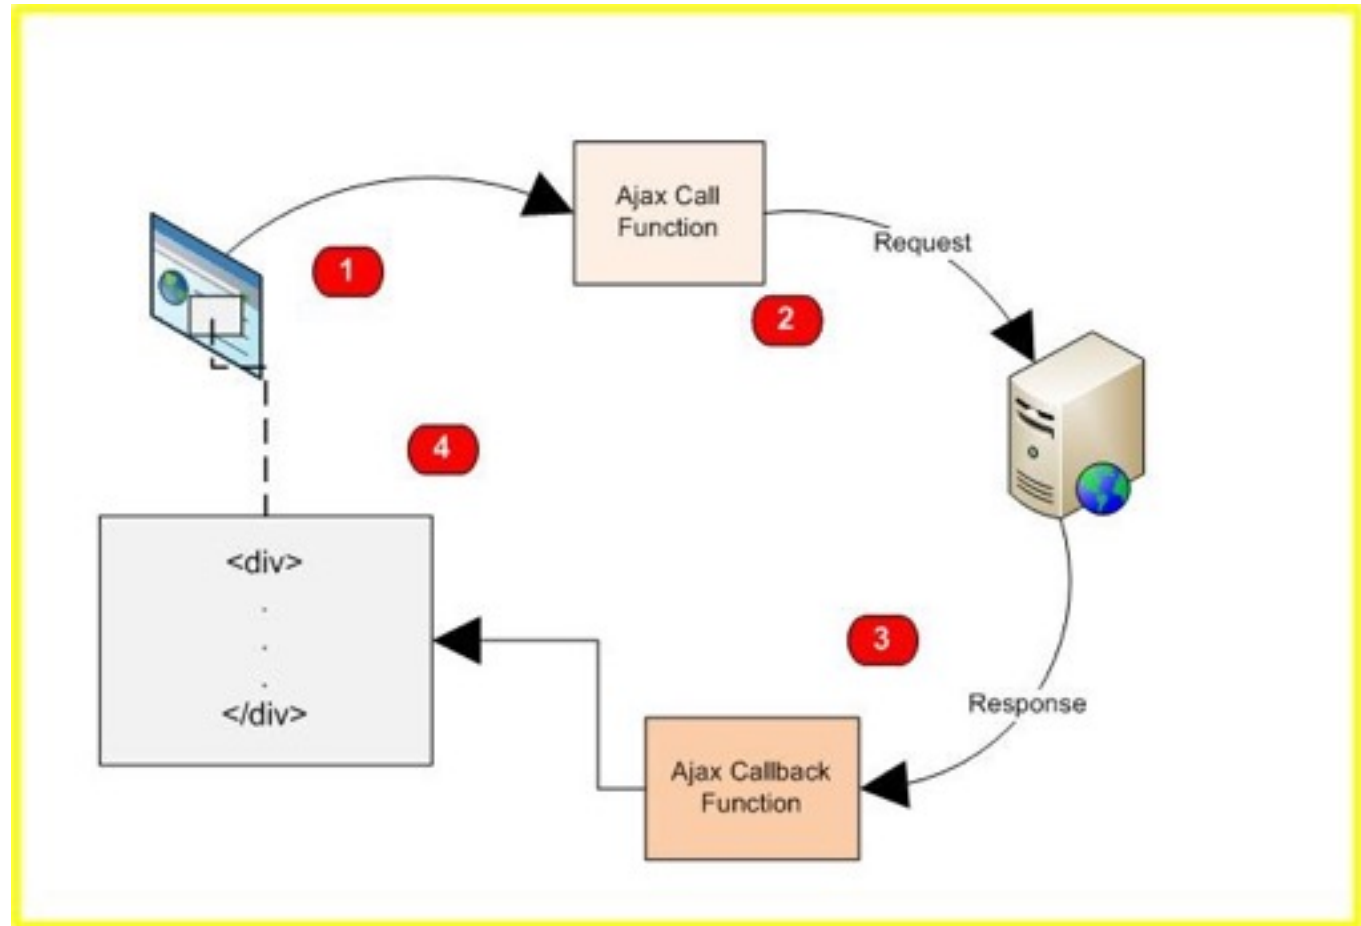 Ajax Call
Function
Request
1
2
4
<div>
.
.
.
</div>
3
Response
Ajax Callback
Function